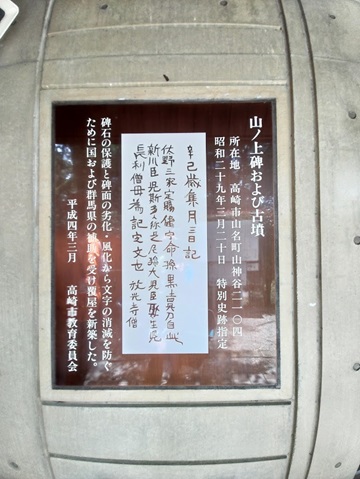 山ノ上碑および古墳
所在地 高崎市山名町山神谷二一〇四
昭和二十九年三月二十日 特別史跡指定
辛己歳集月三日記
佐野三家定賜健守命孫黒賣刀自此
新川臣児斯多々弥足尼孫大児臣娶生児
長利僧母為記定文也 放光寺僧
碑石の保護と碑面の劣化・風化から文字の消滅を防ぐ
ために国および群馬県の補助を受け覆屋を新築した。
平成四年三月 高崎市教育委員会